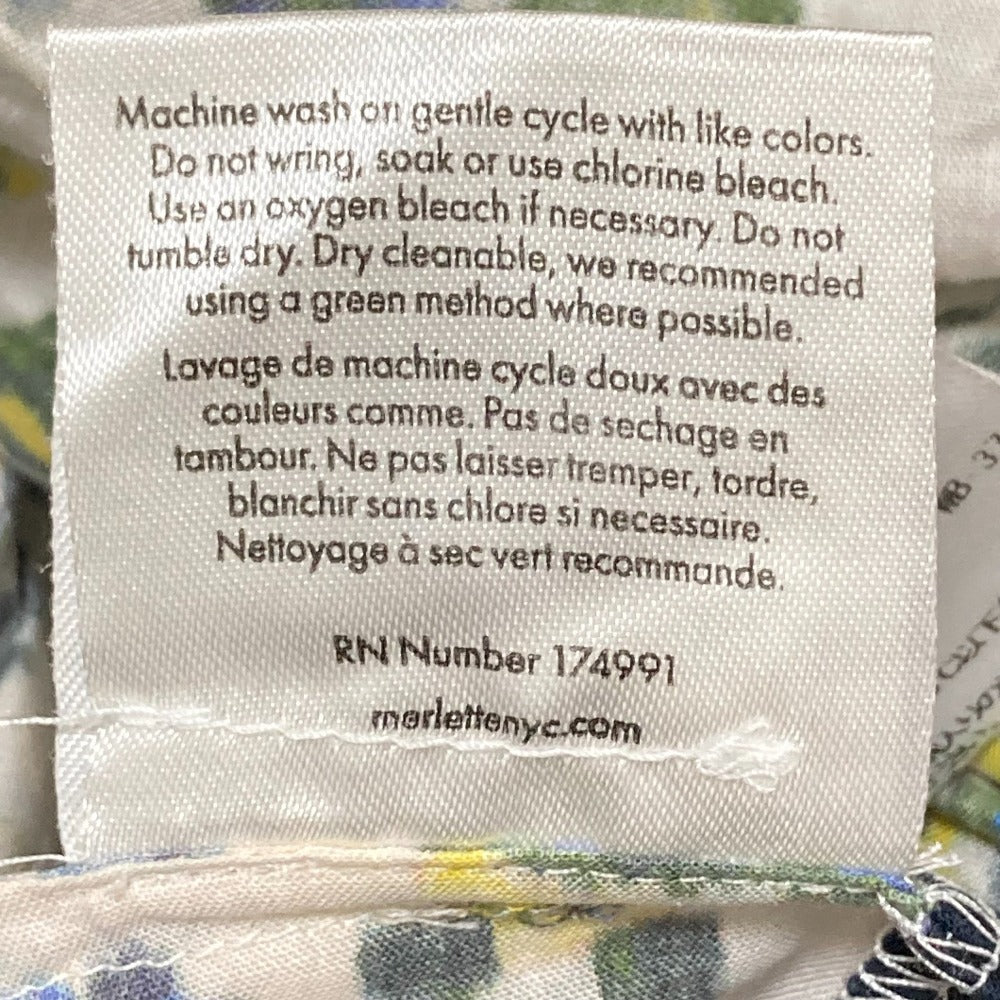 Machine wash on gentle cycle with like colors.
Do not wring, soak or use chlorine bleach.
Use an oxygen bleach if necessary. Do not
tumble dry. Dry cleanable, we recommended
using a green method where possible.
Lavage de machine cycle doux avec des
couleurs comme. Pas de sechage en
tambour. Ne pas laisser tremper, tordre,
blanchir sans chlore si necessaire.
Nettoyage à sec vert recommande.
RN Number 174991
merlettenyc.com